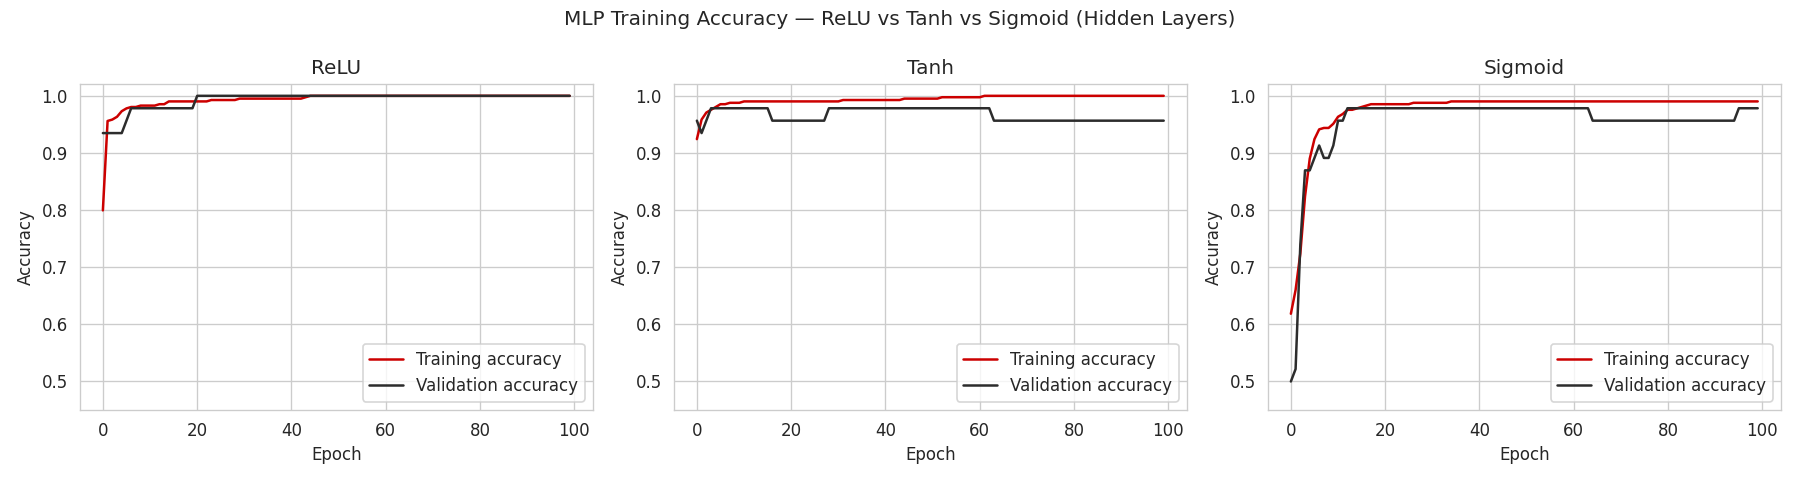 MLP Training Accuracy — ReLU vs Tanh vs Sigmoid (Hidden Layers)
ReLU
Accuracy
1.0
0.9
0.8
0.7
0.6
0.5
Training accuracy
Validation accuracy
0 20 40 60 80 100
Epoch
Tanh
Accuracy
1.0
0.9
0.8
0.7
0.6
0.5
Training accuracy
Validation accuracy
0 20 40 60 80 100
Epoch
Sigmoid
Accuracy
1.0
0.9
0.8
0.7
0.6
0.5
Training accuracy
Validation accuracy
0 20 40 60 80 100
Epoch